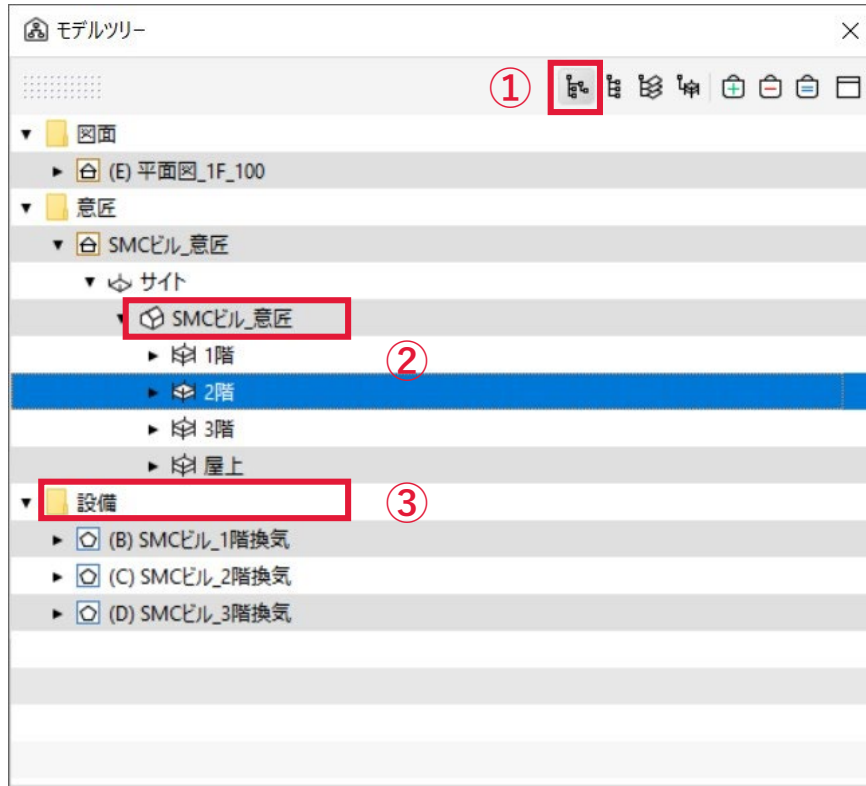 モデルツリー
①
図面
(E) 平面図_1F_100
意匠
SMCビル_意匠
サイト
SMCビル_意匠
1階
②
2階
3階
屋上
設備
③
(B) SMCビル_1階換気
(C) SMCビル_2階換気
(D) SMCビル_3階換気